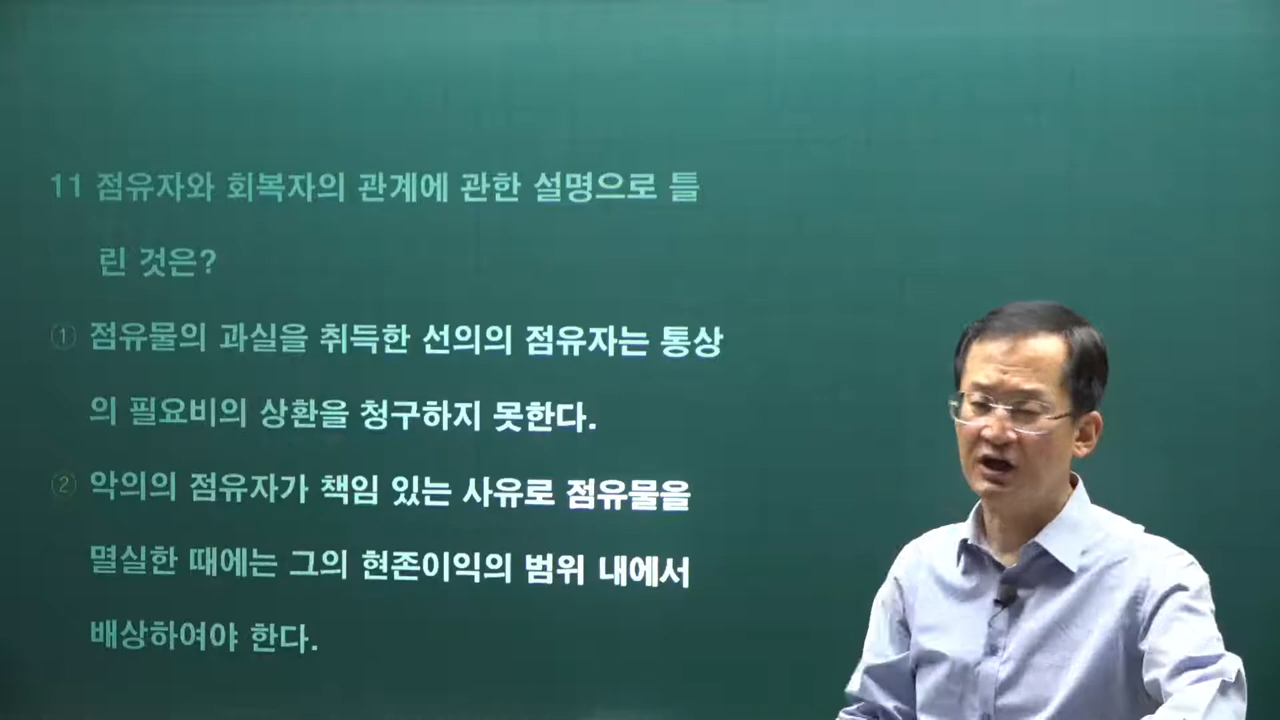 11 점유자와 회복자의 관계에 관한 설명으로 틀
린 것은?
① 점유물의 과실을 취득한 선의의 점유자는 통상
의 필요비의 상환을 청구하지 못한다.
② 악의의 점유자가 책임 있는 사유로 점유물을
멸실한 때에는 그의 현존이익의 범위 내에서
배상하여야 한다.